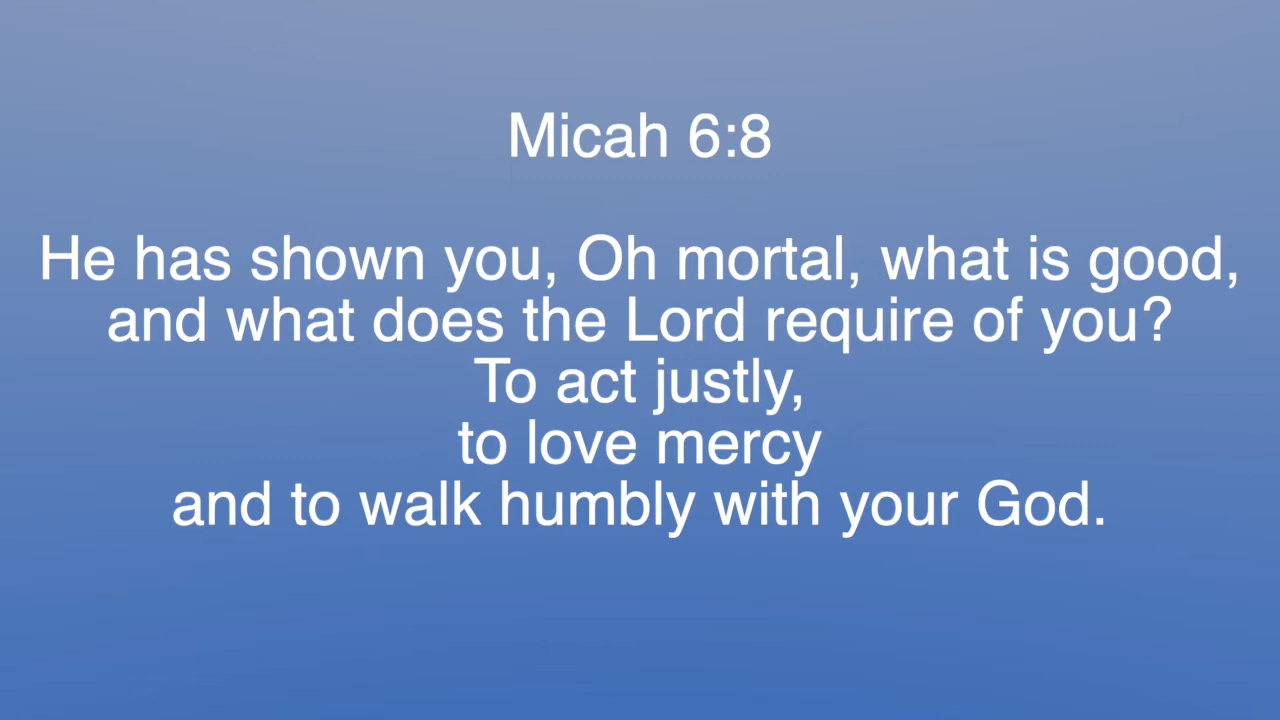 Micah 6:8
He has shown you, Oh mortal, what is good,
and what does the Lord require of you?
To act justly,
to love mercy
and to walk humbly with your God.